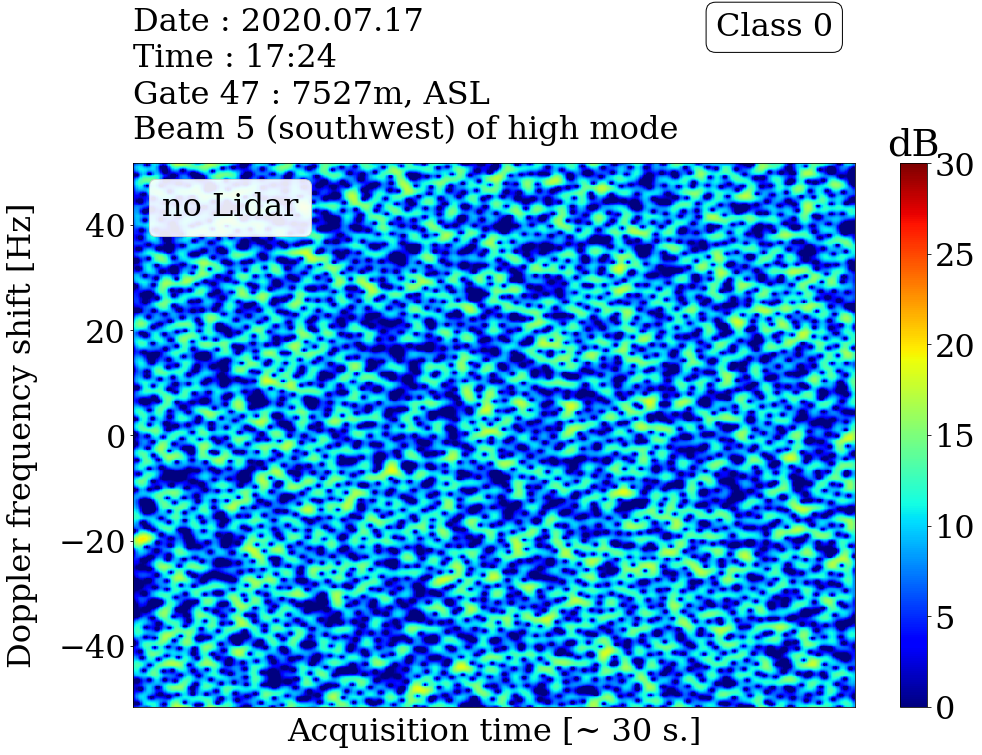 Date : 2020.07.17
Time : 17:24
Gate 47 : 7527m, ASL
Beam 5 (southwest) of high mode
Class 0
dB
no Lidar
Doppler frequency shift [Hz]
40
20
0
−20
−40
30
25
20
15
10
5
0
Acquisition time [~ 30 s.]